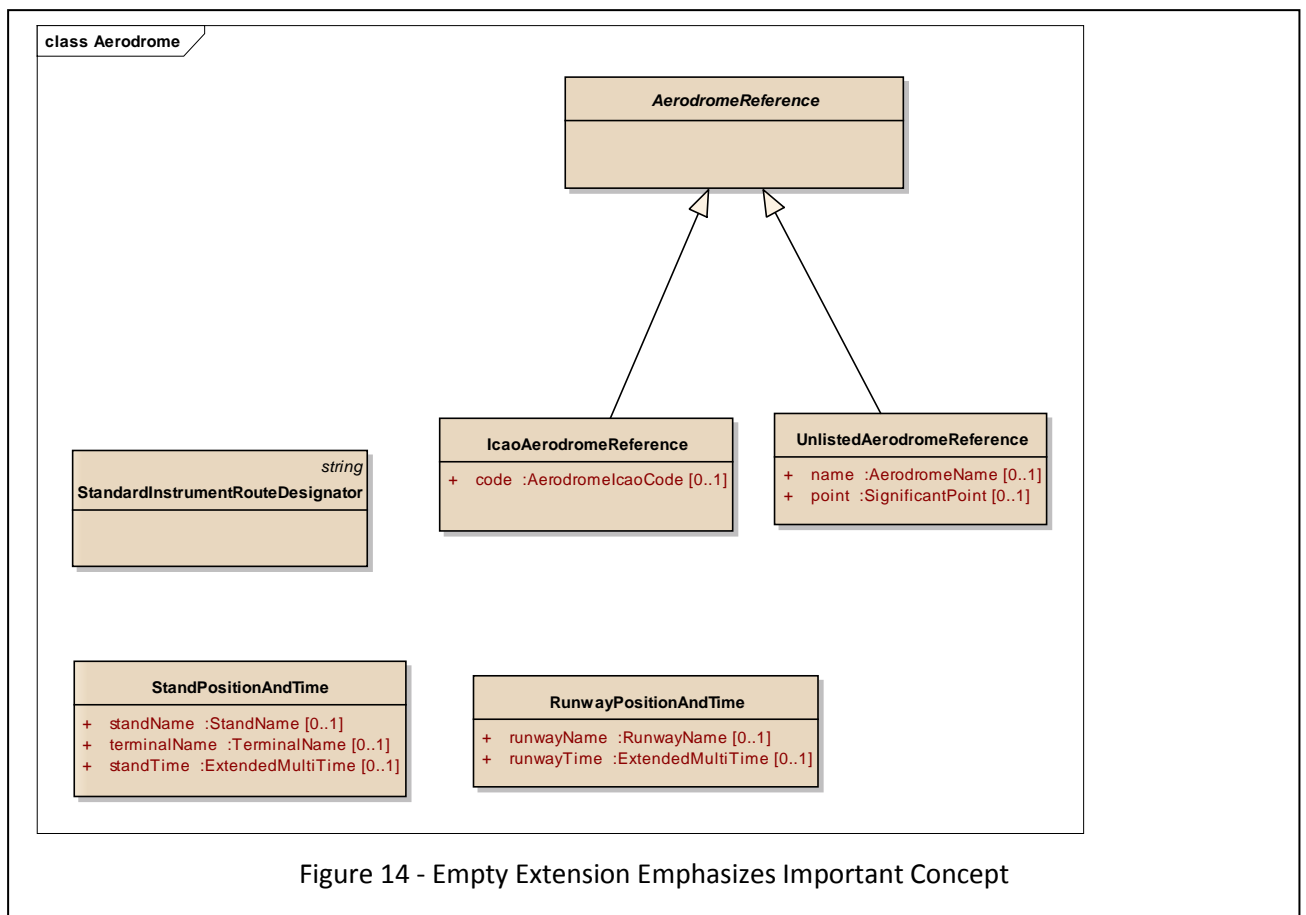 class Aerodrome
AerodromeReference
IcaoAerodromeReference
+ code :AerodromeIcaoCode [0..1]
UnlistedAerodromeReference
+ name :AerodromeName [0..1]
+ point :SignificantPoint [0..1]
string
StandardInstrumentRouteDesignator
StandPositionAndTime
+ standName :StandName [0..1]
+ terminalName :TerminalName [0..1]
+ standTime :ExtendedMultiTime [0..1]
RunwayPositionAndTime
+ runwayName :RunwayName [0..1]
+ runwayTime :ExtendedMultiTime [0..1]
Figure 14 - Empty Extension Emphasizes Important Concept